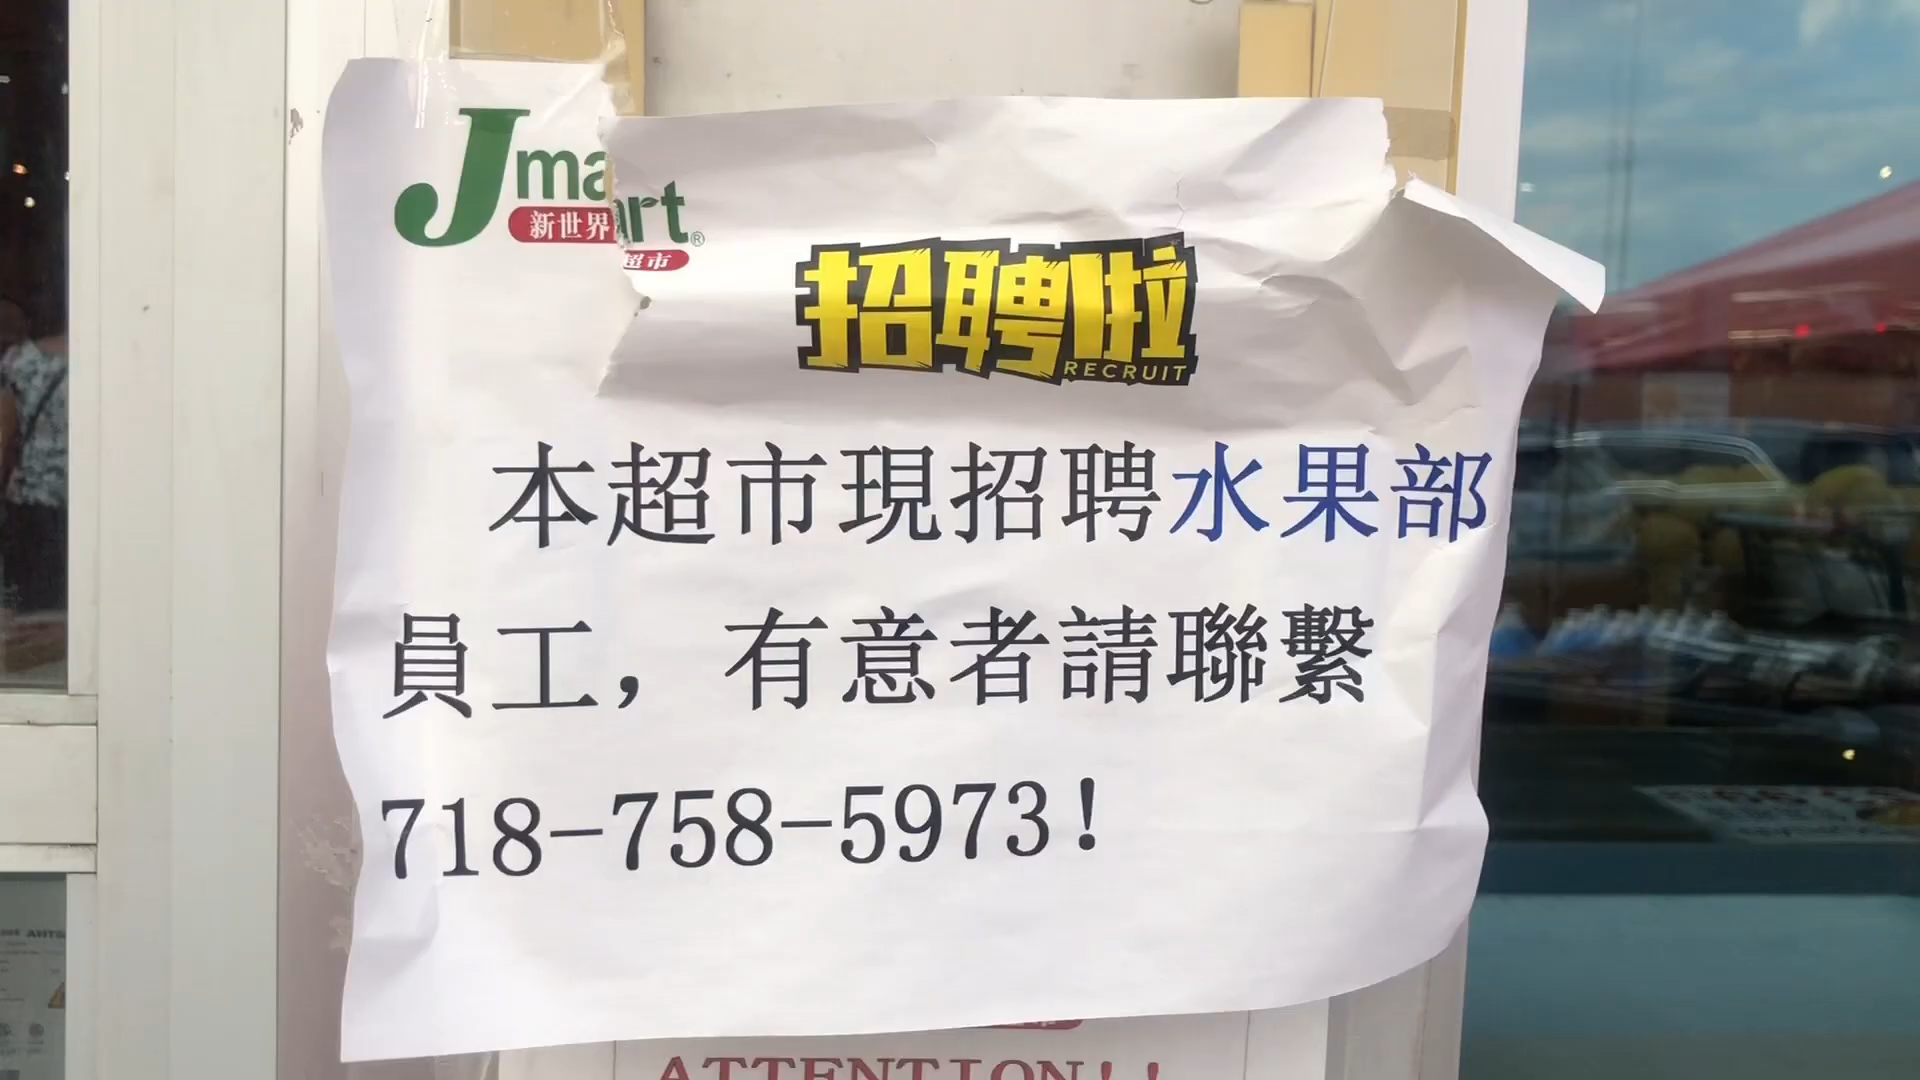 Jmart®
新世界
超市
招聘啦
RECRUIT
本超市現招聘水果部
員工，有意者請聯繫
718-758-5973!
ATTENTION!!